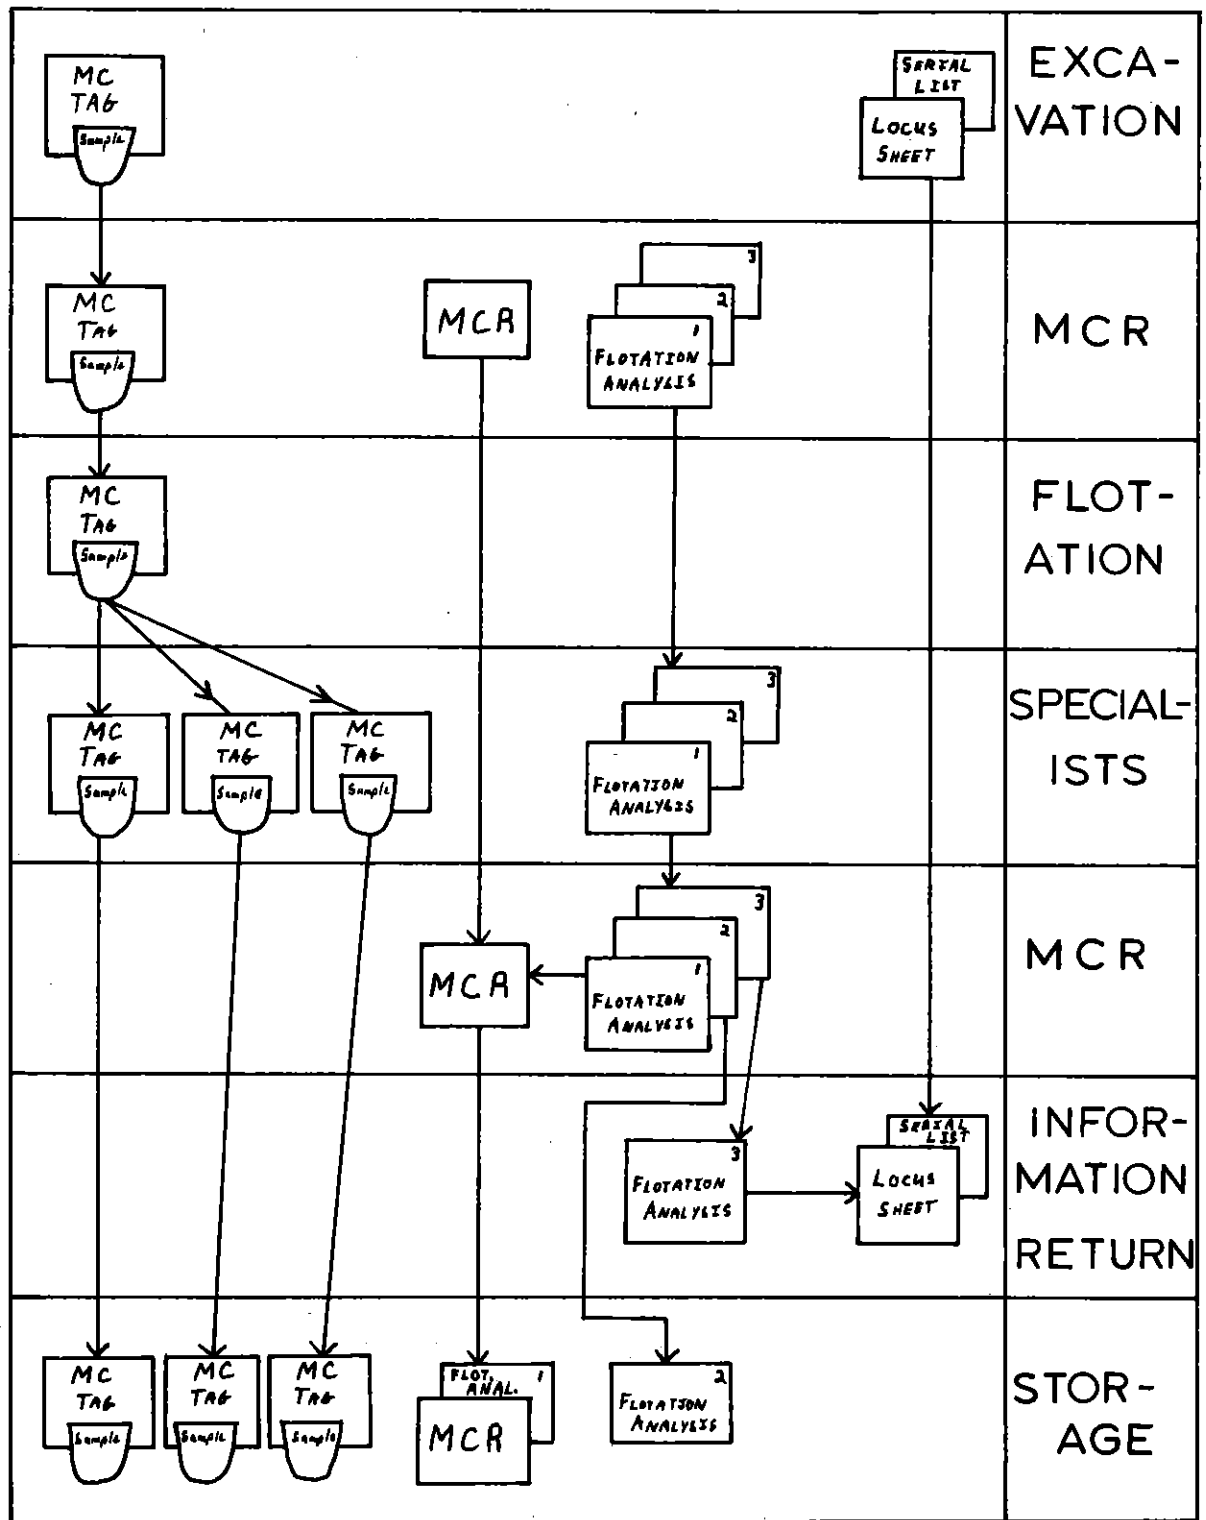 MC
TAG
Sample
SERIAL
LIST
LOCUS
SHEET
EXCA-
VATION
MC
TAG
Sample
MCR
3
2
1
FLOTATION
ANALYSIS
MCR
MC
TAG
Sample
FLOT-
ATION
MC
TAG
Sample
MC
TAG
Sample
MC
TAG
Sample
3
2
1
FLOTATION
ANALYSIS
SPECIAL-
ISTS
MCR
3
2
1
FLOTATION
ANALYSIS
MCR
3
FLOTATION
ANALYSIS
SERIAL
LIST
LOCUS
SHEET
INFOR-
MATION
RETURN
MC
TAG
Sample
MC
TAG
Sample
MC
TAG
Sample
FLOT. 1
ANAL.
MCR
2
FLOTATION
ANALYSIS
STOR-
AGE